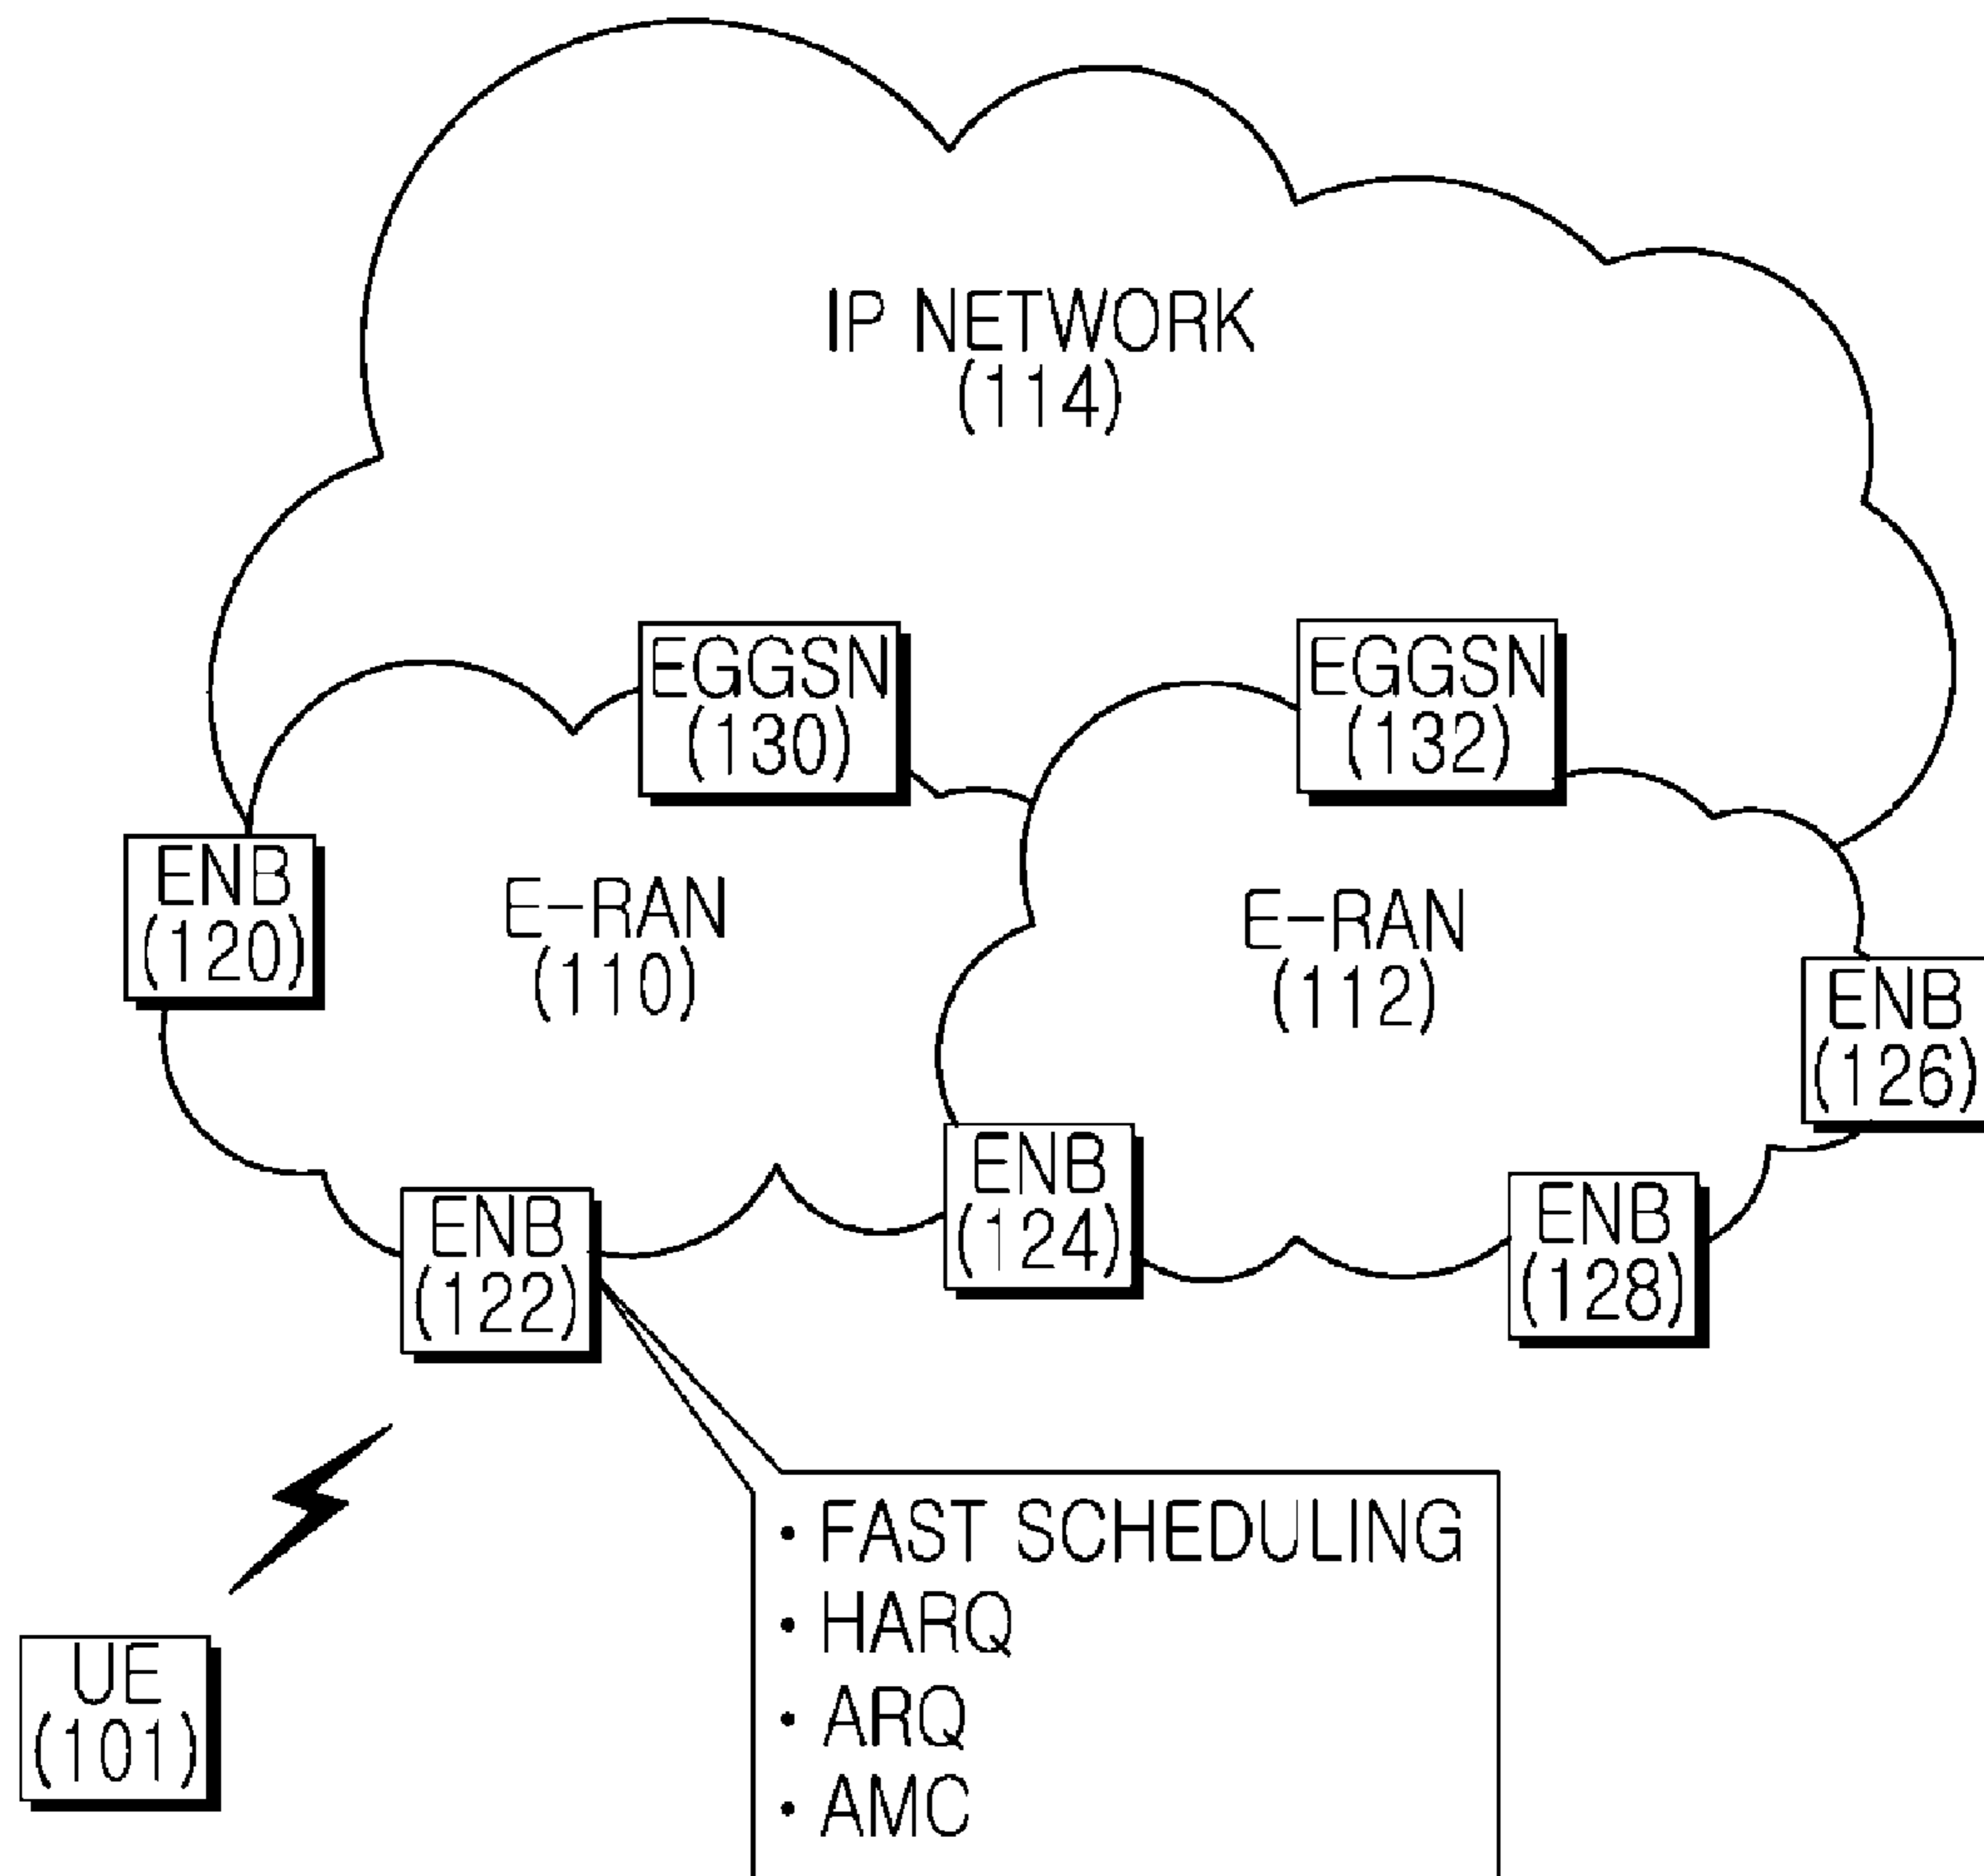 IP NETWORK
(114)
EGGSN
(130)
EGGSN
(132)
ENB
(120)
E-RAN
(110)
E-RAN
(112)
ENB
(126)
ENB
(124)
ENB
(122)
ENB
(128)
• FAST SCHEDULING
• HARQ
• ARQ
• AMC
UE
(101)